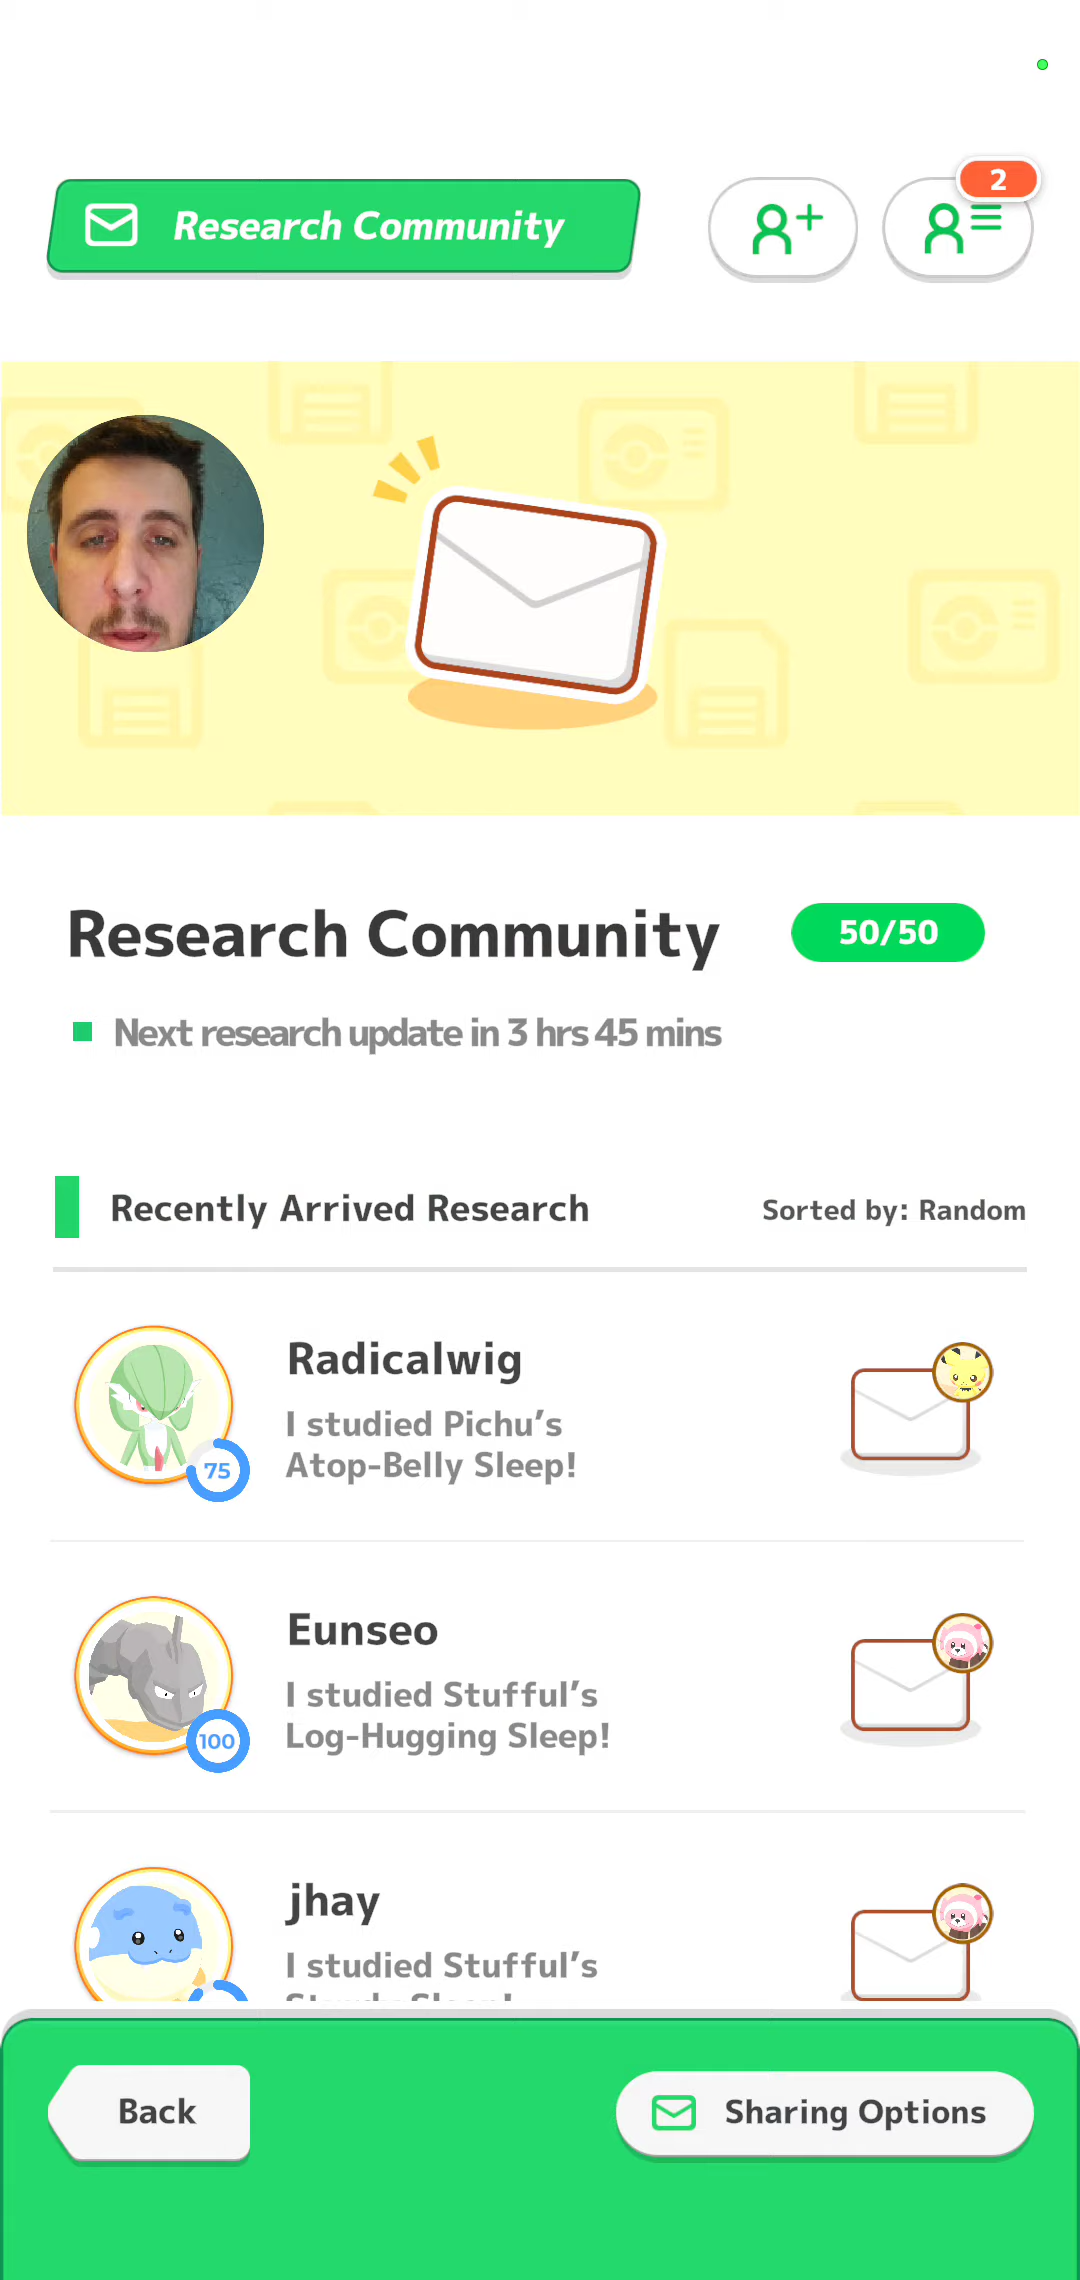 2
Research Community
Research Community
50/50
Next research update in 3 hrs 45 mins
Recently Arrived Research
Sorted by: Random
Radicalwig
I studied Pichu's
Atop-Belly Sleep!
75
Eunseo
I studied Stufful's
Log-Hugging Sleep!
100
jhay
I studied Stufful's
Back
Sharing Options